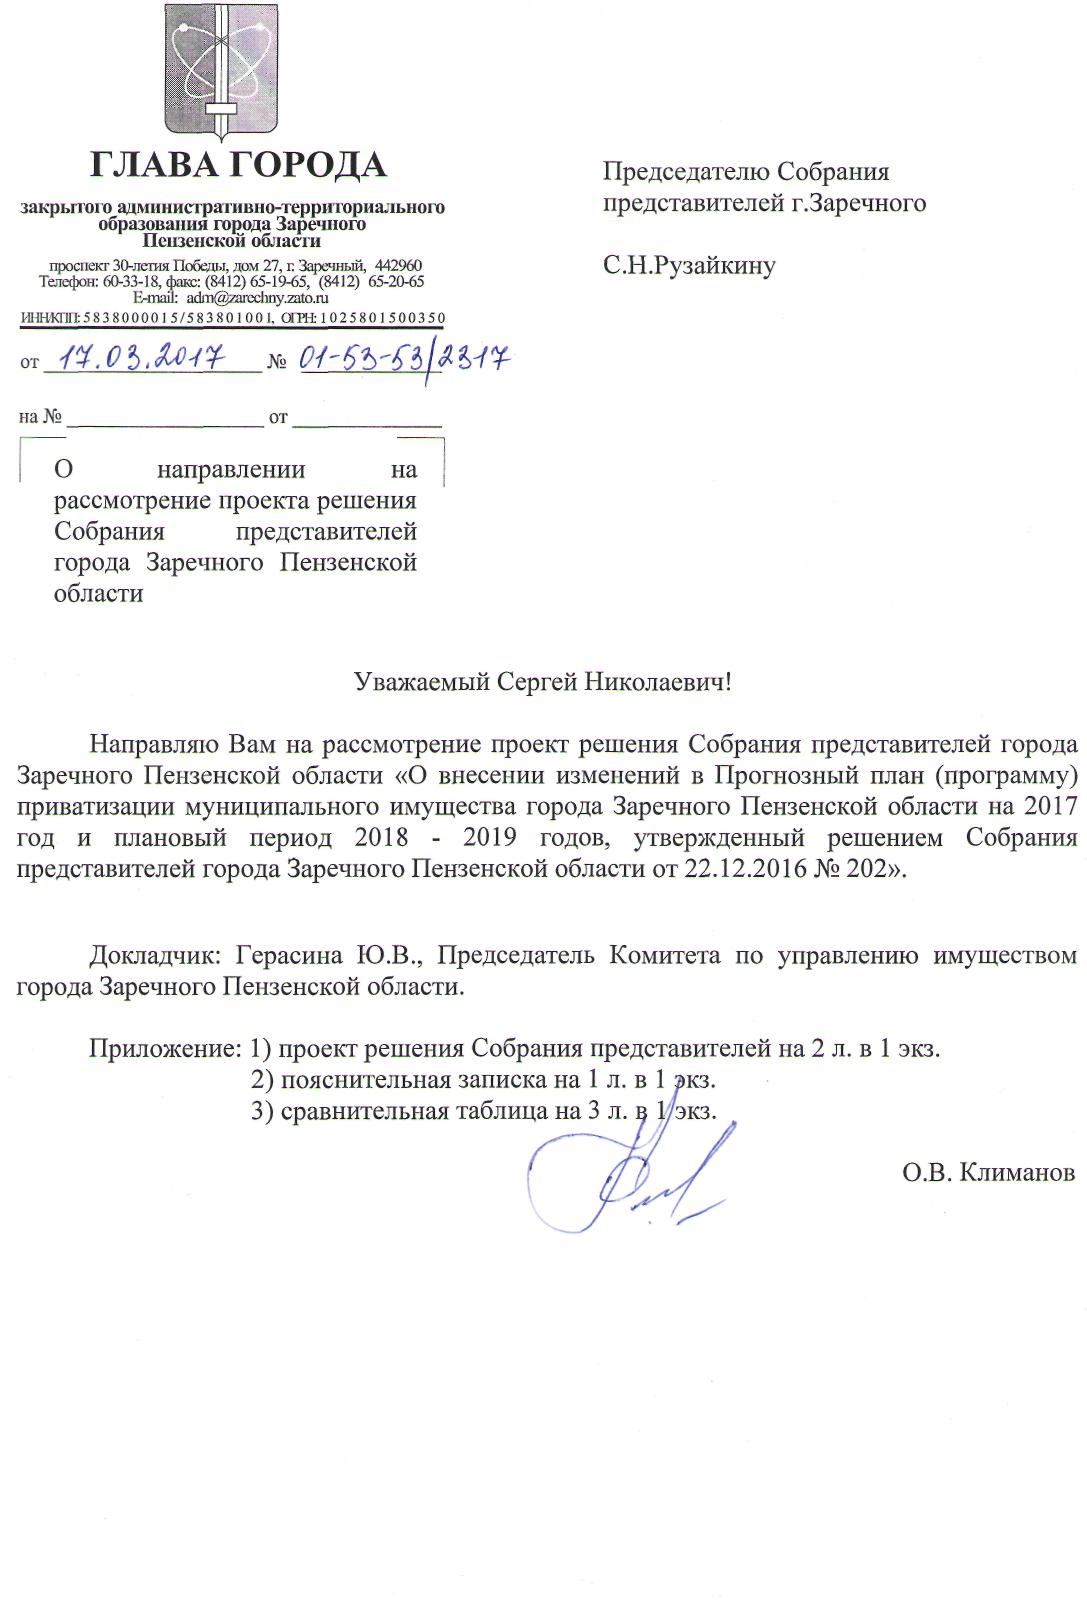 ГЛАВА ГОРОДА
закрытого административно-территориального
образования города Заречного
Пензенской области
проспект 30-летия Победы, дом 27, г. Заречный, 442960
Телефон: 60-33-18, факс: (8412) 65-19-65, (8412) 65-20-65
E-mail: adm@zarechny.zato.ru
ИНН/КПП: 5838000015/583801001, ОГРН: 1025801500350
от 17.03.2017 № 01-53-53/2317
на № ____________ от ____________
Председателю Собрания
представителей г.Заречного
С.Н.Рузайкину
О направлении на
рассмотрение проекта решения
Собрания представителей
города Заречного Пензенской
области
Уважаемый Сергей Николаевич!
Направляю Вам на рассмотрение проект решения Собрания представителей города
Заречного Пензенской области «О внесении изменений в Прогнозный план (программу)
приватизации муниципального имущества города Заречного Пензенской области на 2017
год и плановый период 2018 - 2019 годов, утвержденный решением Собрания
представителей города Заречного Пензенской области от 22.12.2016 № 202».
Докладчик: Герасина Ю.В., Председатель Комитета по управлению имуществом
города Заречного Пензенской области.
Приложение: 1) проект решения Собрания представителей на 2 л. в 1 экз.
2) пояснительная записка на 1 л. в 1 экз.
3) сравнительная таблица на 3 л. в 1 экз.
О.В. Климанов